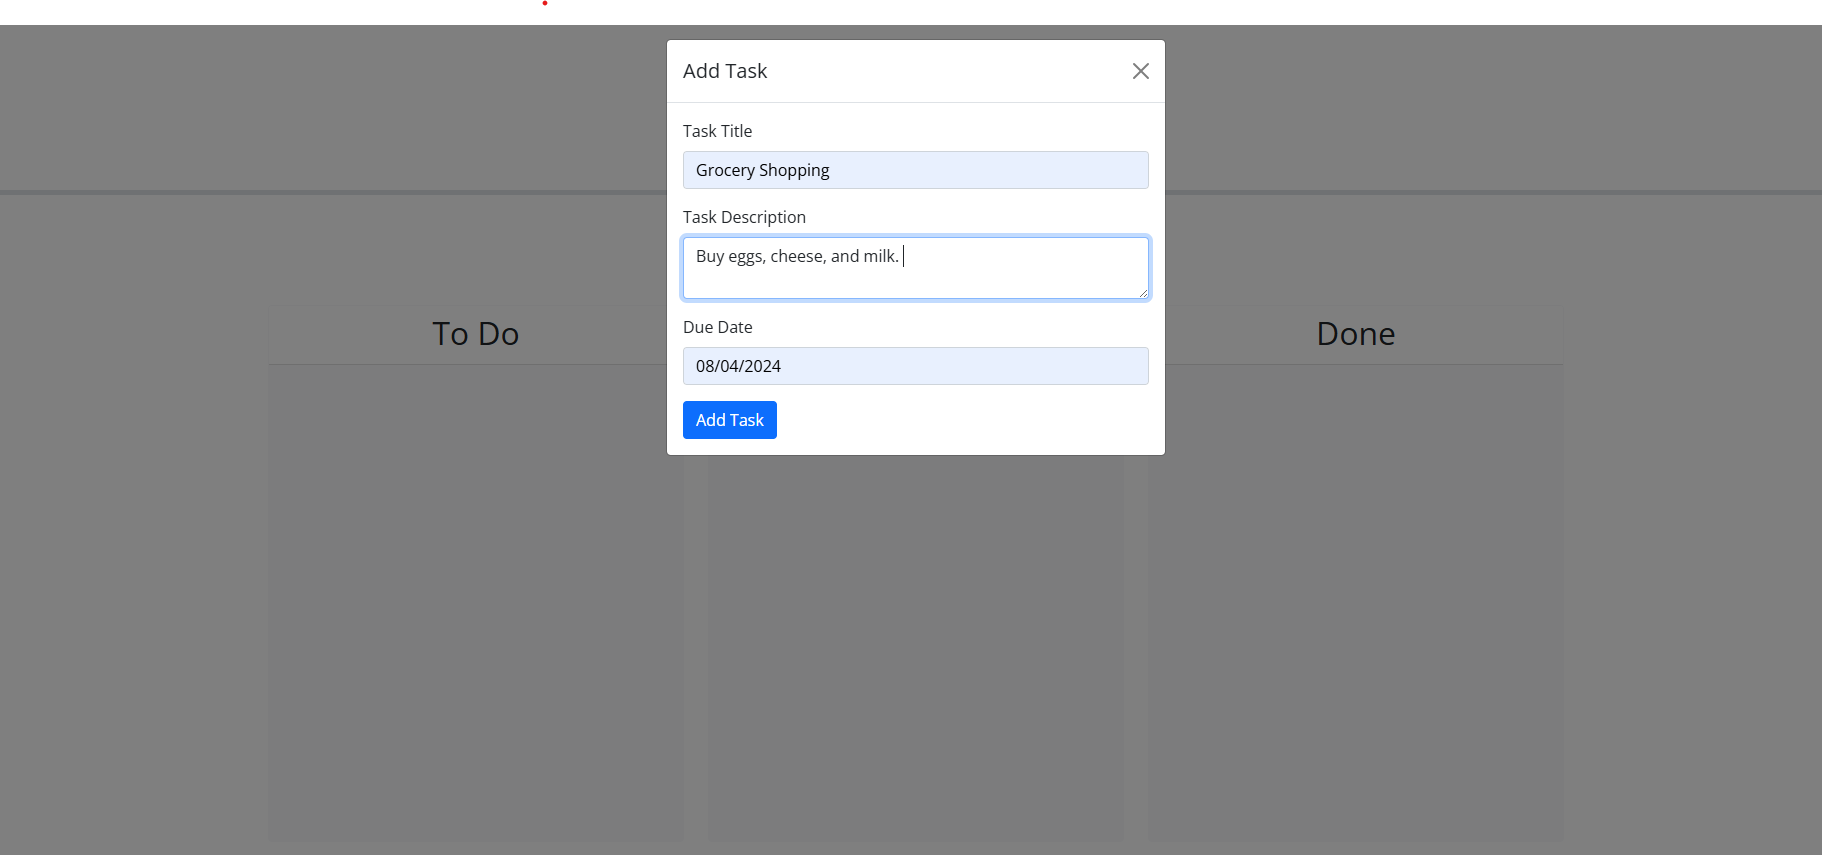 Add Task
Task Title
Grocery Shopping
Task Description
Buy eggs, cheese, and milk.
Due Date
08/04/2024
Add Task
To Do
Done